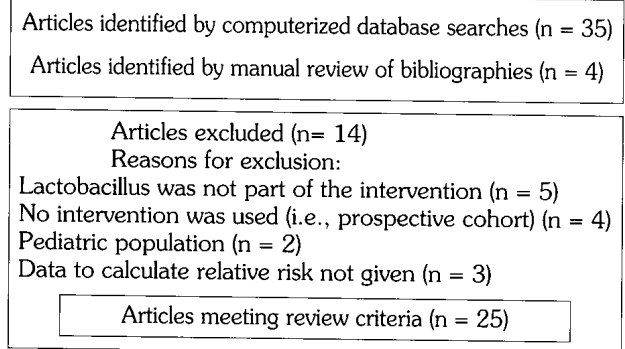 Articles identified by computerized database searches (n = 35)
Articles identified by manual review of bibliographies (n = 4)
Articles excluded (n= 14)
Reasons for exclusion:
Lactobacillus was not part of the intervention (n = 5)
No intervention was used (i.e., prospective cohort) (n = 4)
Pediatric population (n = 2)
Data to calculate relative risk not given (n = 3)
Articles meeting review criteria (n = 25)